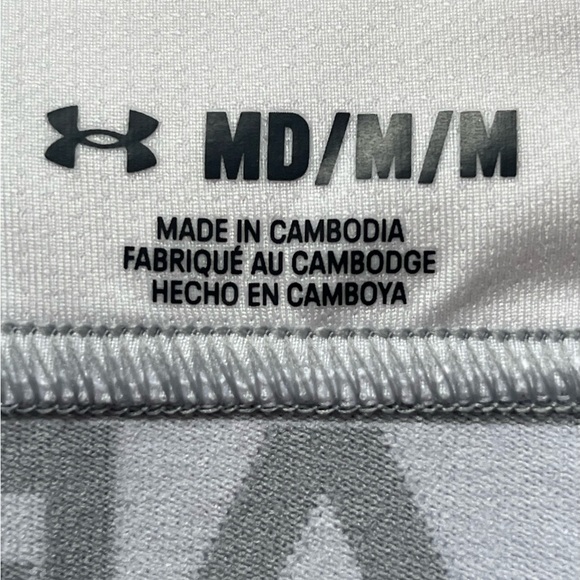 MD/M/M
MADE IN CAMBODIA
FABRIQUÉ AU CAMBODGE
HECHO EN CAMBOYA